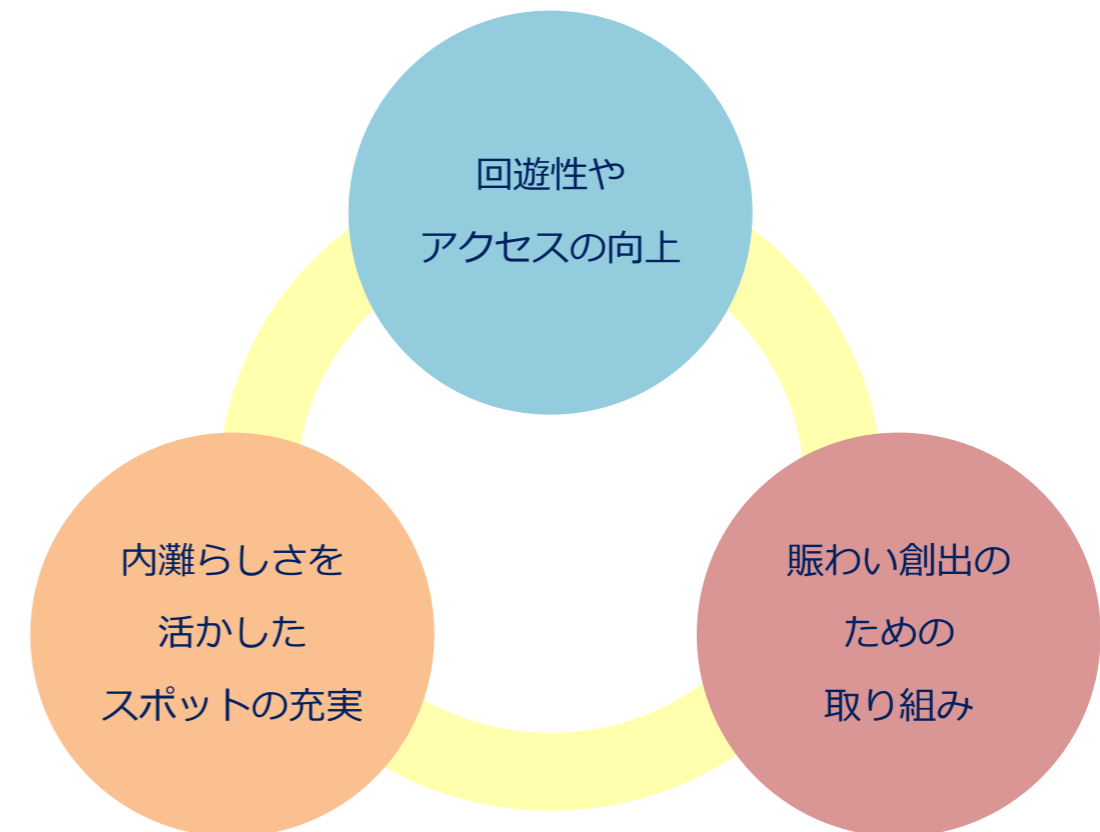 回遊性や
アクセスの向上
内灘らしさを
活かした
スポットの充実
賑わい創出の
ための
取り組み